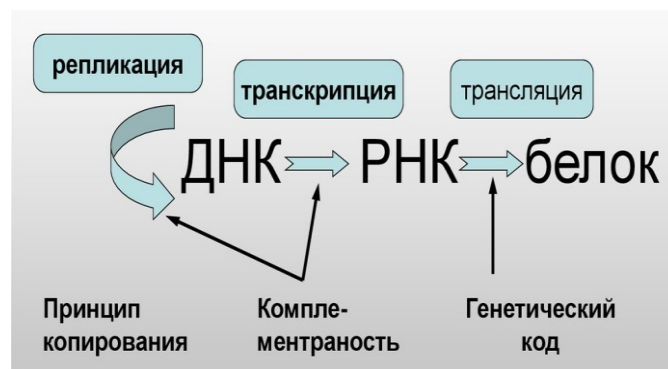 репликация
транскрипция
трансляция
ДНК РНК белок
Принцип
копирования
Компле-
ментраность
Генетический
код